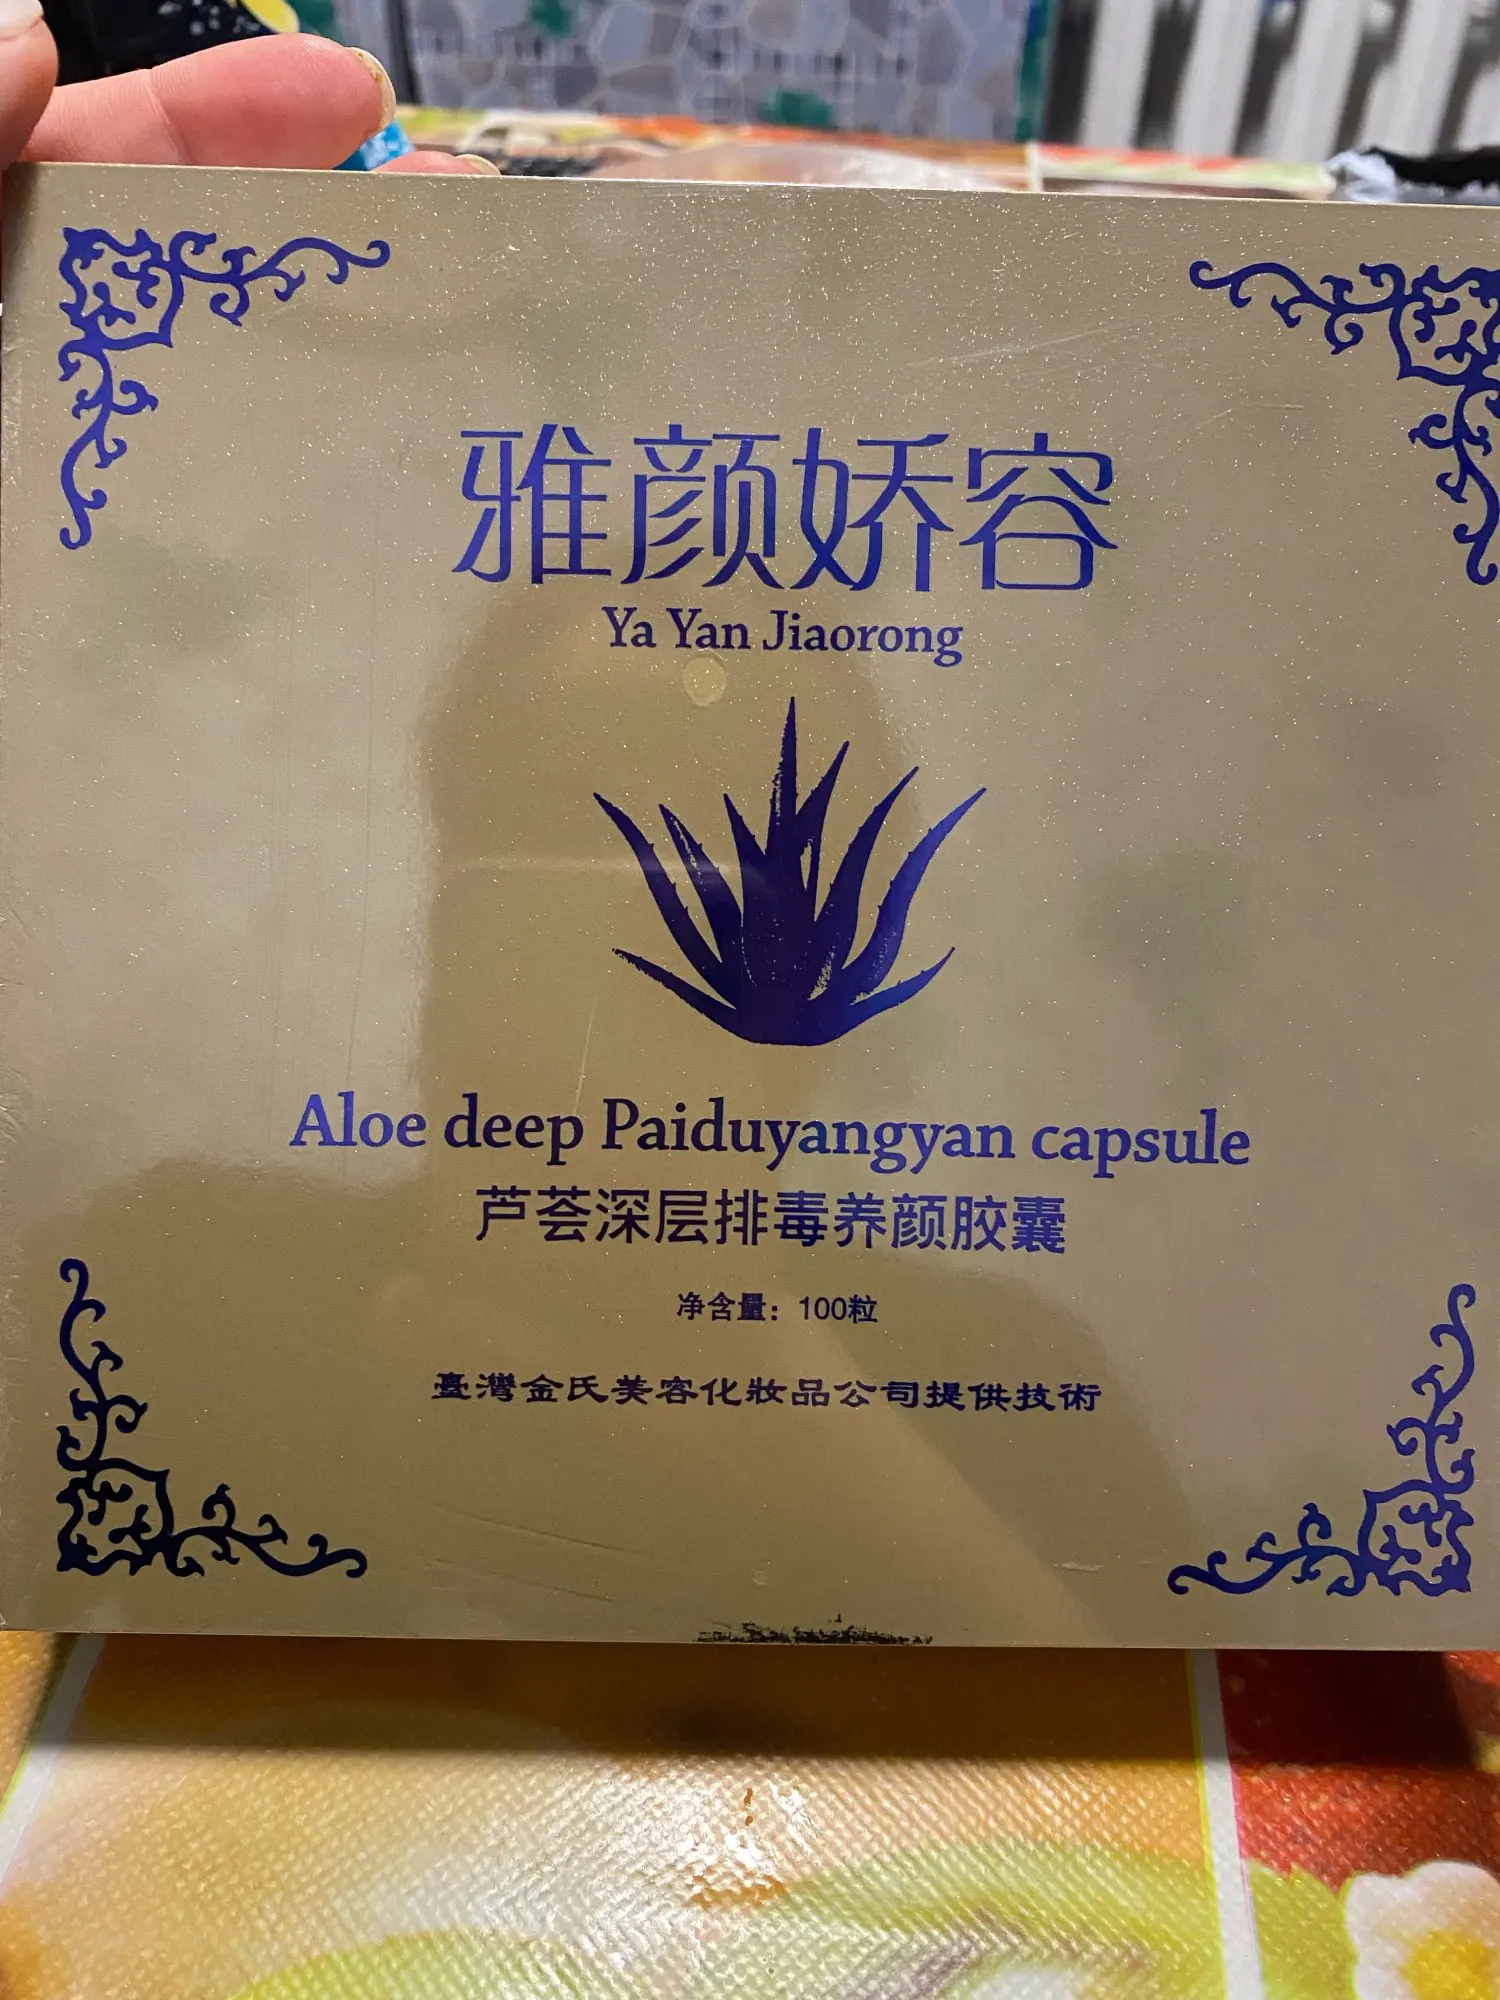 雅颜娇容
Ya Yan Jiaorong
Aloe deep Paiduyangyan capsule
芦荟深层排毒养颜胶囊
净含量：100粒
臺灣金氏美容化妝品公司提供技術